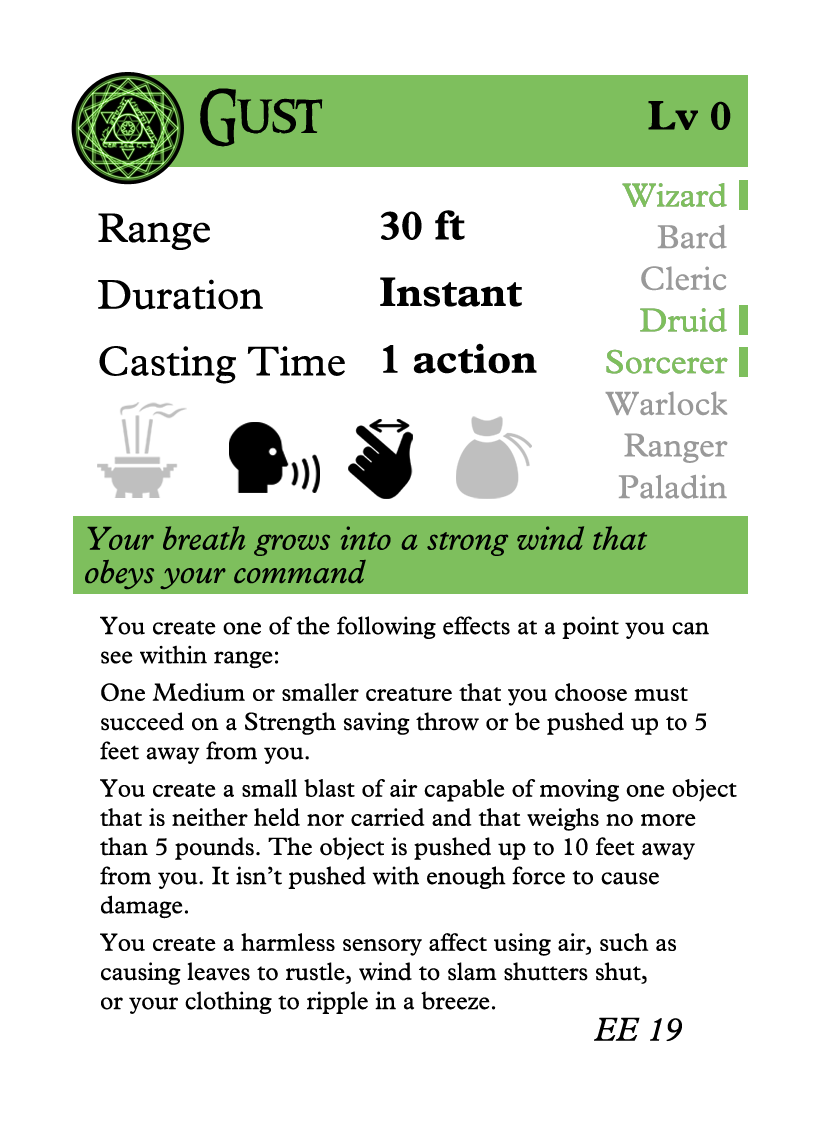 Gust
Lv 0
Range 30 ft
Duration Instant
Casting Time 1 action
Wizard
Bard
Cleric
Druid
Sorcerer
Warlock
Ranger
Paladin
Your breath grows into a strong wind that
obeys your command
You create one of the following effects at a point you can
see within range:
One Medium or smaller creature that you choose must
succeed on a Strength saving throw or be pushed up to 5
feet away from you.
You create a small blast of air capable of moving one object
that is neither held nor carried and that weighs no more
than 5 pounds. The object is pushed up to 10 feet away
from you. It isn’t pushed with enough force to cause
damage.
You create a harmless sensory affect using air, such as
causing leaves to rustle, wind to slam shutters shut,
or your clothing to ripple in a breeze.
EE 19